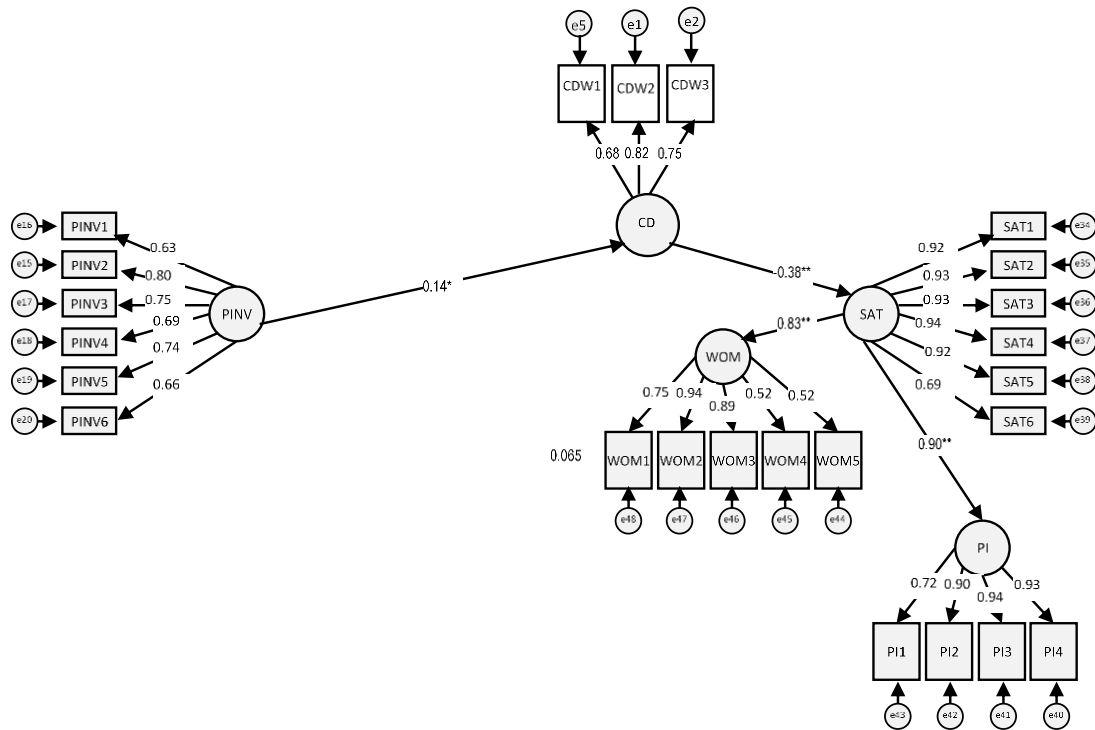 e5 e1 e2
CDW1 CDW2 CDW3
0.68 0.82 0.75
CD
e16 PINV1 0.63
e15 PINV2 0.80
e17 PINV3 0.75
e18 PINV4 0.69
e19 PINV5 0.74
e20 PINV6 0.66
PINV
0.14*
-0.38**
SAT
0.92 SAT1 e34
0.93 SAT2 e35
0.93 SAT3 e36
0.94 SAT4 e37
0.92 SAT5 e38
0.69 SAT6 e39
0.83**
WOM
0.75 0.94 0.89 0.52 0.52
0.065
WOM1 WOM2 WOM3 WOM4 WOM5
e48 e47 e46 e45 e44
0.90**
PI
0.72 0.90 0.94 0.93
PI1 PI2 PI3 PI4
e43 e42 e41 e40